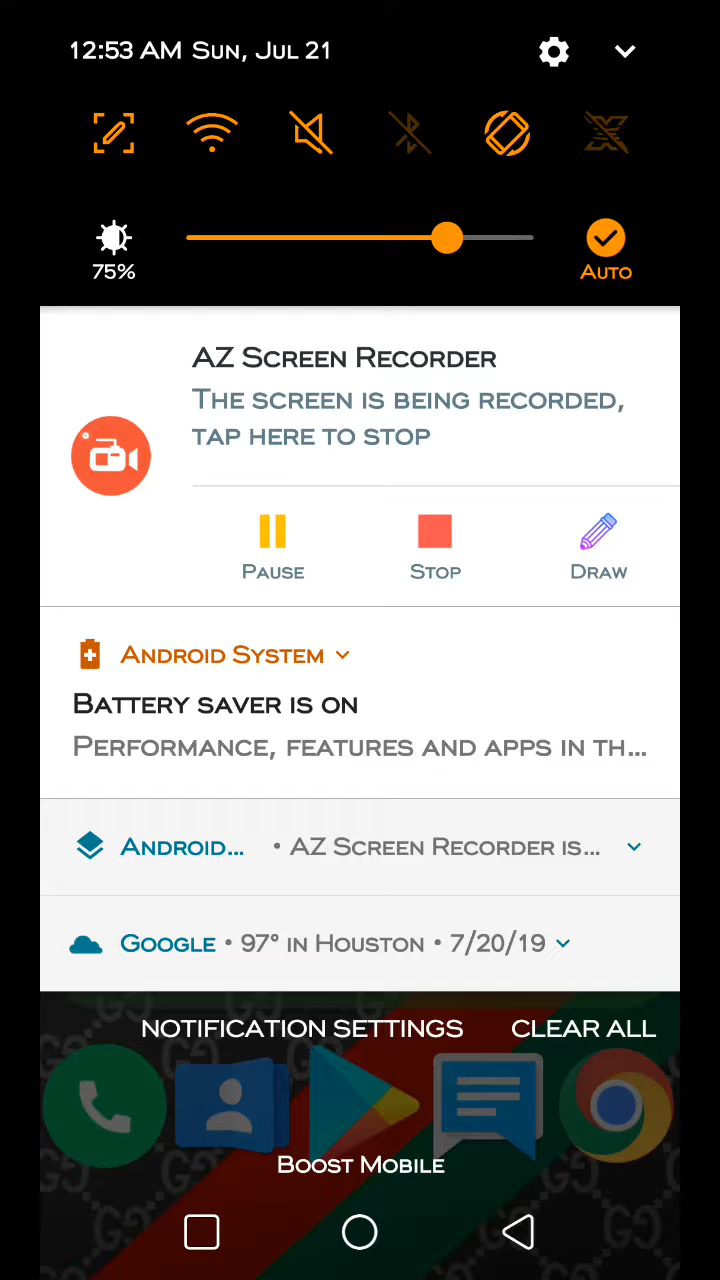 12:53 AM Sun, Jul 21
75%
Auto
AZ Screen Recorder
The screen is being recorded,
tap here to stop
Pause
Stop
Draw
Android System
Battery saver is on
Performance, features and apps in th...
Android... • AZ Screen Recorder is...
Google • 97° in Houston • 7/20/19
NOTIFICATION SETTINGS
CLEAR ALL
Boost Mobile